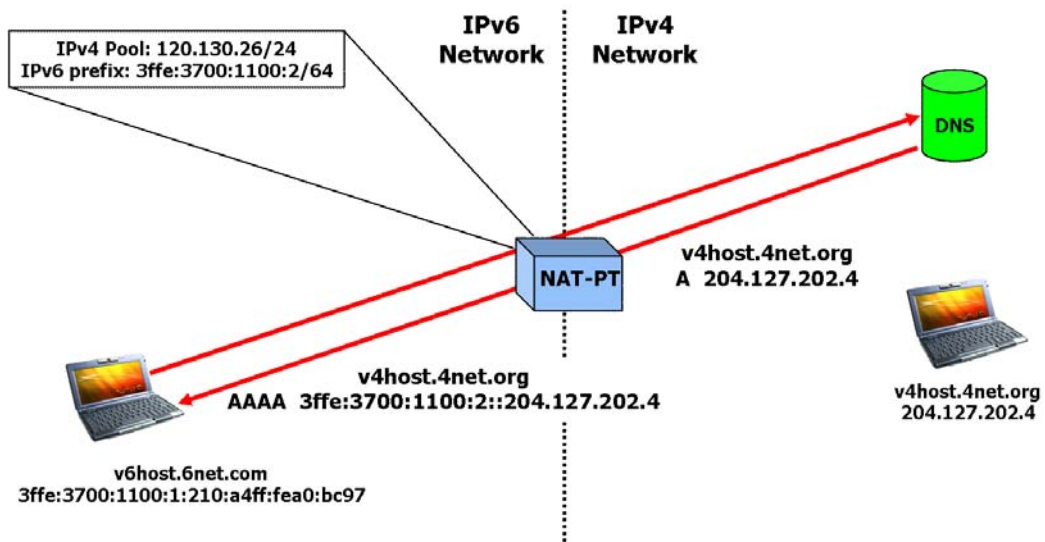 IPv4 Pool: 120.130.26/24
IPv6 prefix: 3ffe:3700:1100:2/64
IPv6
Network
IPv4
Network
DNS
NAT-PT
v4host.4net.org
A 204.127.202.4
v4host.4net.org
AAAA 3ffe:3700:1100:2::204.127.202.4
v4host.4net.org
204.127.202.4
v6host.6net.com
3ffe:3700:1100:1:210:a4ff:fea0:bc97